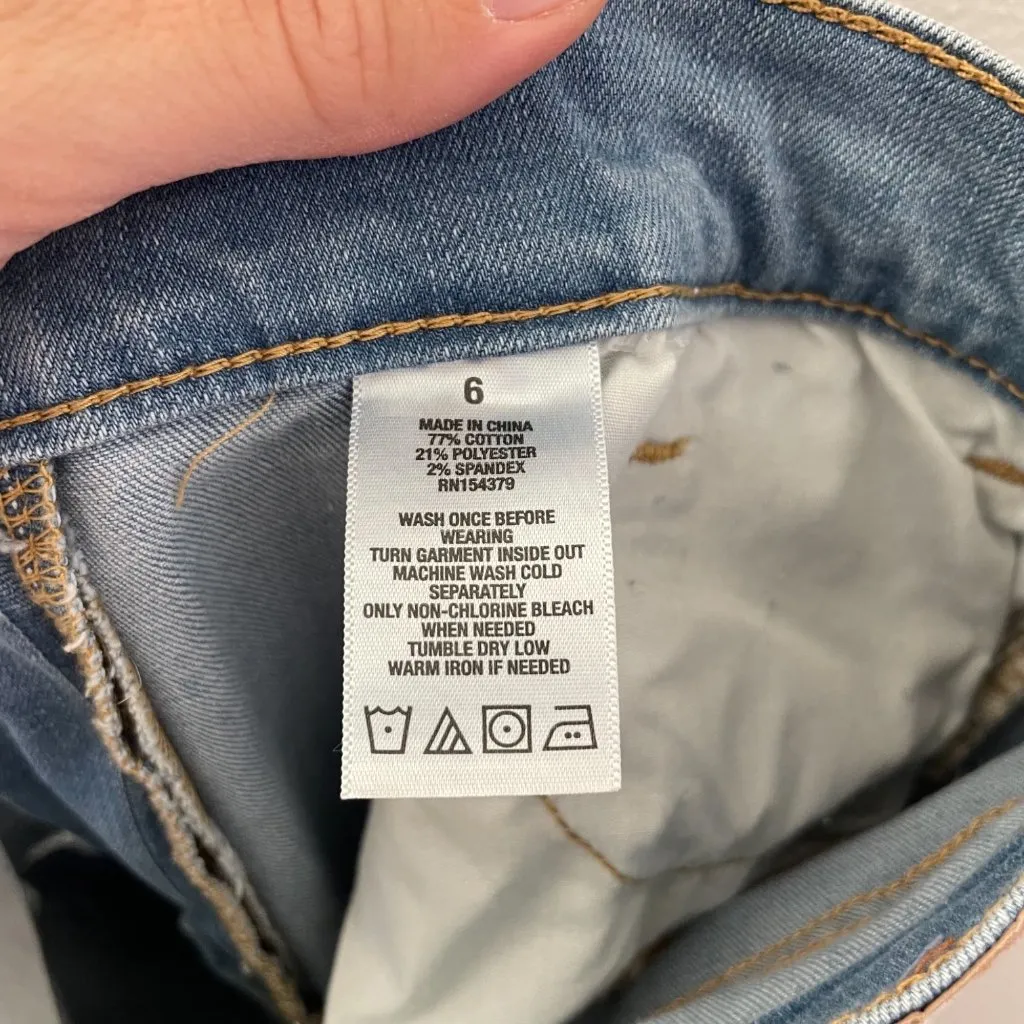 6
MADE IN CHINA
77% COTTON
21% POLYESTER
2% SPANDEX
RN154379
WASH ONCE BEFORE
WEARING
TURN GARMENT INSIDE OUT
MACHINE WASH COLD
SEPARATELY
ONLY NON-CHLORINE BLEACH
WHEN NEEDED
TUMBLE DRY LOW
WARM IRON IF NEEDED